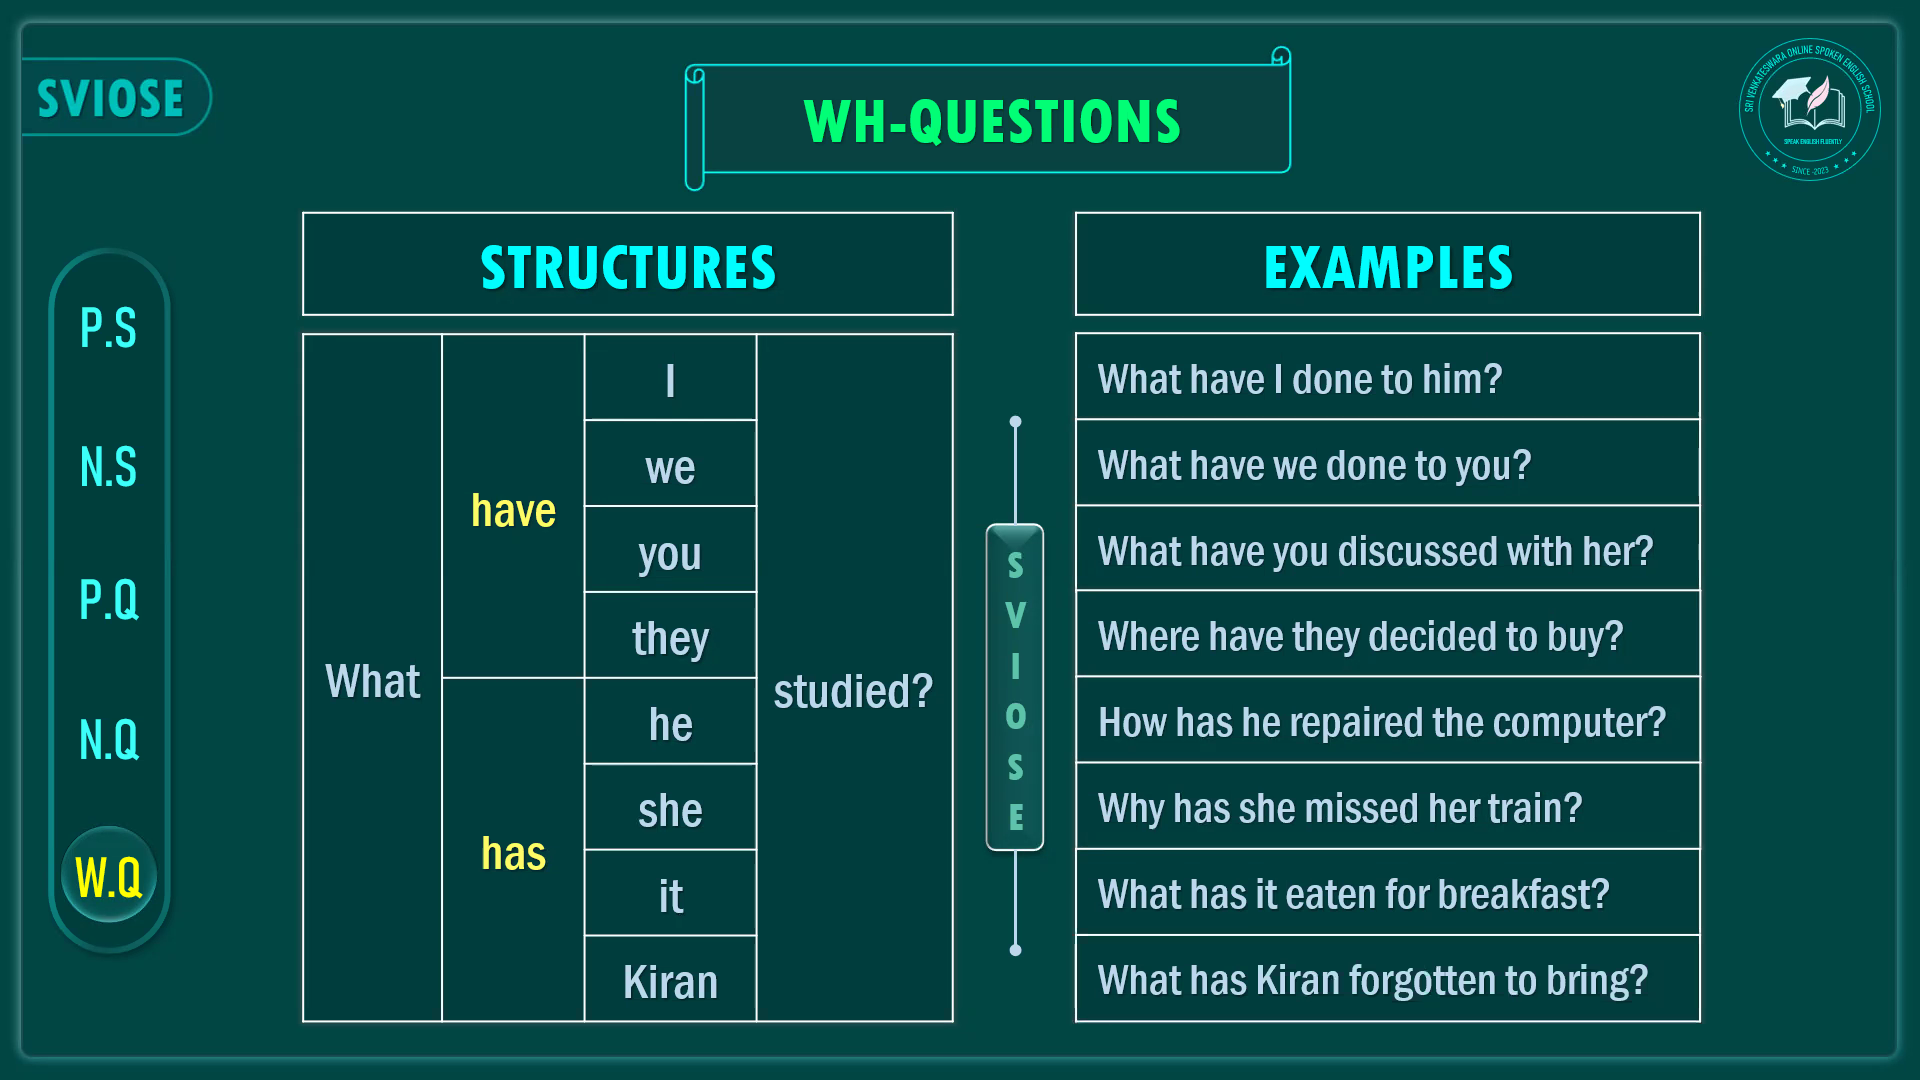 SVIOSE
WH-QUESTIONS
SRI VENKATESWARA ONLINE SPOKEN ENGLISH SCHOOL
SPEAK ENGLISH FLUENTLY
SINCE -2023
P.S
N.S
P.Q
N.Q
W.Q
STRUCTURES
What
have
has
I
we
you
they
he
she
it
Kiran
studied?
SVIOSE
EXAMPLES
What have I done to him?
What have we done to you?
What have you discussed with her?
Where have they decided to buy?
How has he repaired the computer?
Why has she missed her train?
What has it eaten for breakfast?
What has Kiran forgotten to bring?